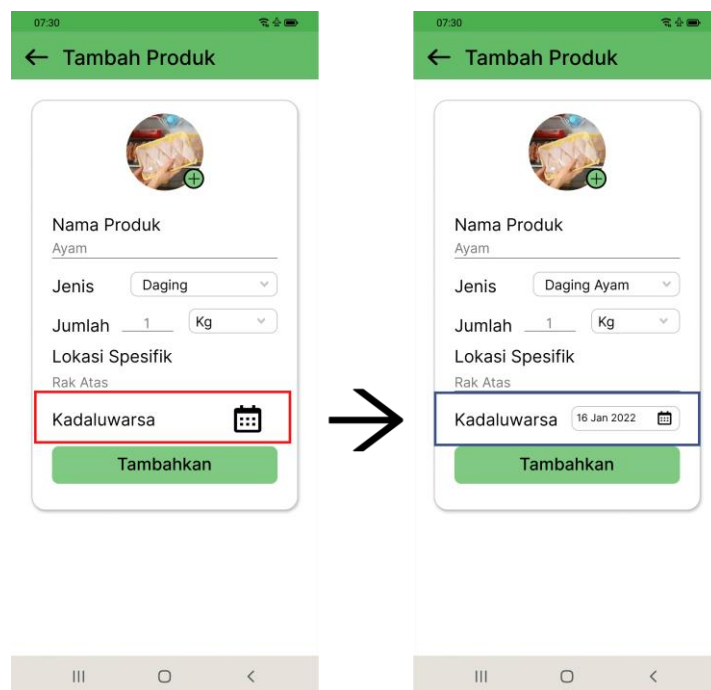 07:30
Tambah Produk
Nama Produk
Ayam
Jenis Daging
Jumlah 1 Kg
Lokasi Spesifik
Rak Atas
Kadaluwarsa
Tambahkan
07:30
Tambah Produk
Nama Produk
Ayam
Jenis Daging Ayam
Jumlah 1 Kg
Lokasi Spesifik
Rak Atas
Kadaluwarsa 16 Jan 2022
Tambahkan